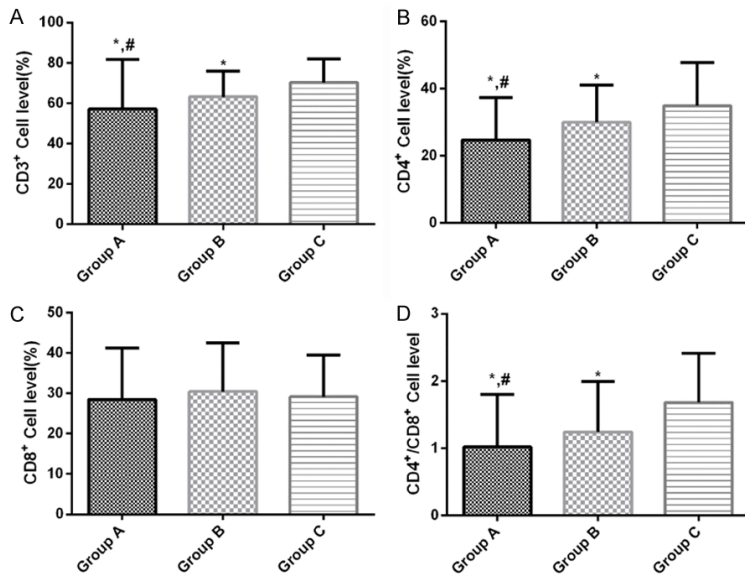 A
CD3⁺ Cell level(%)
100
80
60
40
20
0
*,#
*
Group A
Group B
Group C
B
CD4⁺ Cell level(%)
60
40
20
0
*,#
*
Group A
Group B
Group C
C
CD8⁺ Cell level(%)
50
40
30
20
10
0
Group A
Group B
Group C
D
CD4⁺/CD8⁺ Cell level
3
2
1
0
*,#
*
Group A
Group B
Group C